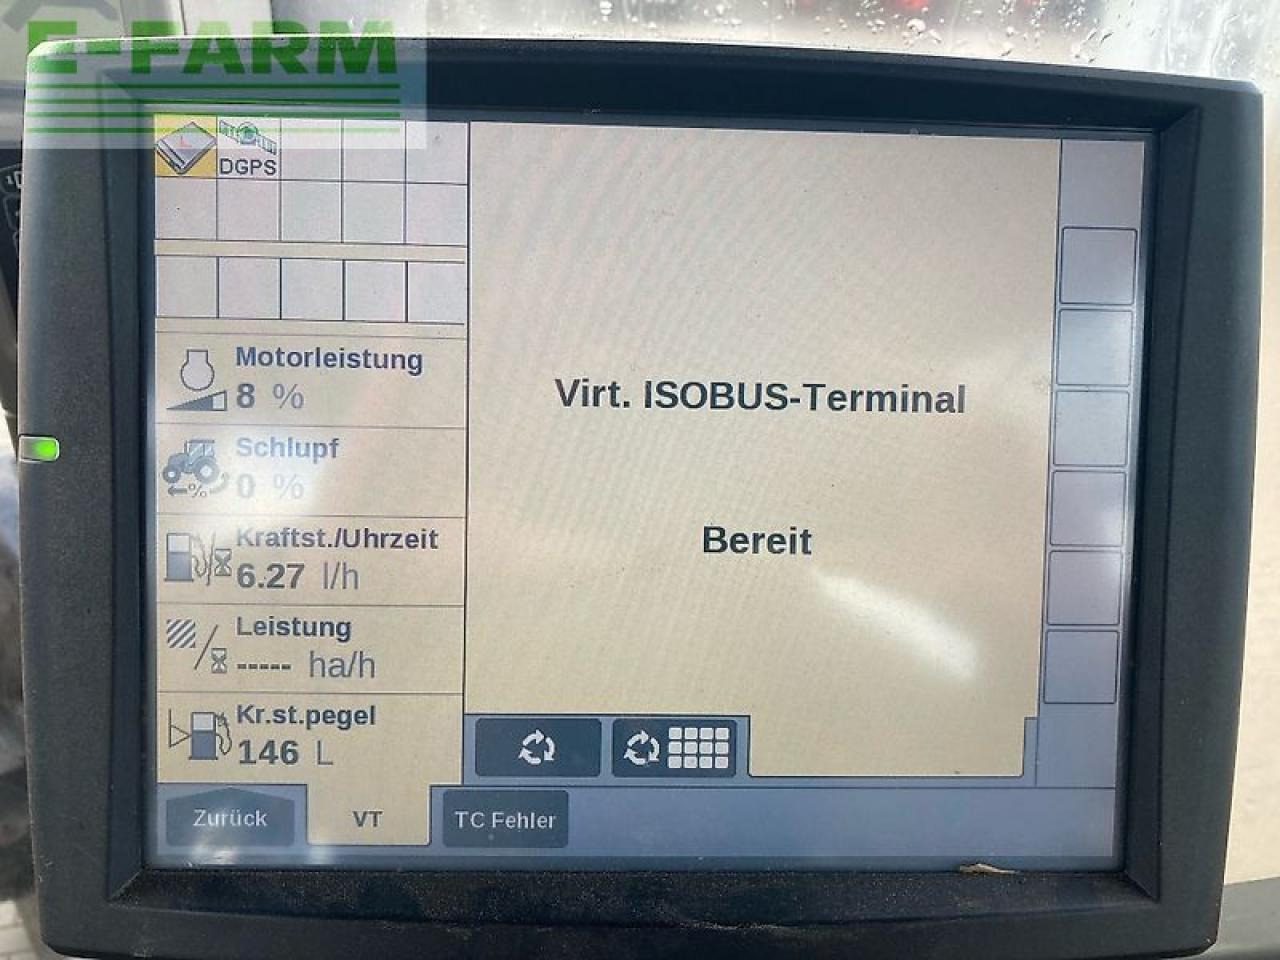 E-FARM
DGPS
Motorleistung
8 %
Schlupf
0 %
Kraftst./Uhrzeit
6.27 l/h
Leistung
----- ha/h
Kr.st.pegel
146 L
Virt. ISOBUS-Terminal
Bereit
Zurück
VT
TC Fehler